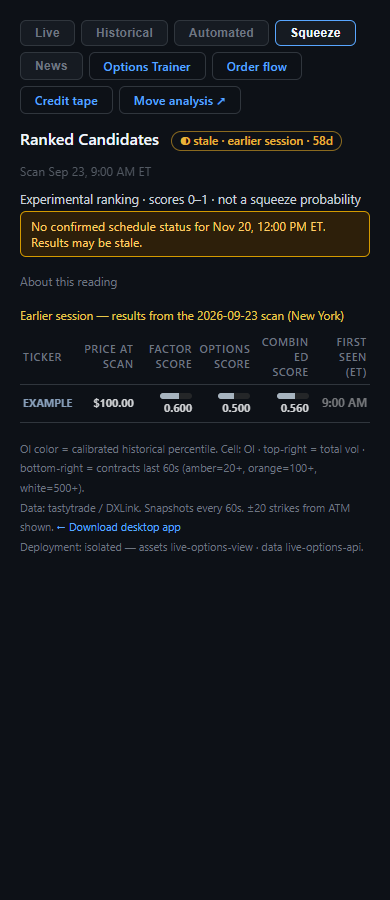 Live Historical Automated Squeeze
News Options Trainer Order flow
Credit tape Move analysis ↗
Ranked Candidates ◐ stale · earlier session · 58d
Scan Sep 23, 9:00 AM ET
Experimental ranking · scores 0–1 · not a squeeze probability
No confirmed schedule status for Nov 20, 12:00 PM ET.
Results may be stale.
About this reading
Earlier session — results from the 2026-09-23 scan (New York)
TICKER PRICE AT SCAN FACTOR SCORE OPTIONS SCORE COMBINED SCORE FIRST SEEN (ET)
EXAMPLE $100.00 0.600 0.500 0.560 9:00 AM
OI color = calibrated historical percentile. Cell: OI · top-right = total vol ·
bottom-right = contracts last 60s (amber=20+, orange=100+,
white=500+).
Data: tastytrade / DXLink. Snapshots every 60s. ±20 strikes from ATM
shown. ← Download desktop app
Deployment: isolated — assets live-options-view · data live-options-api.